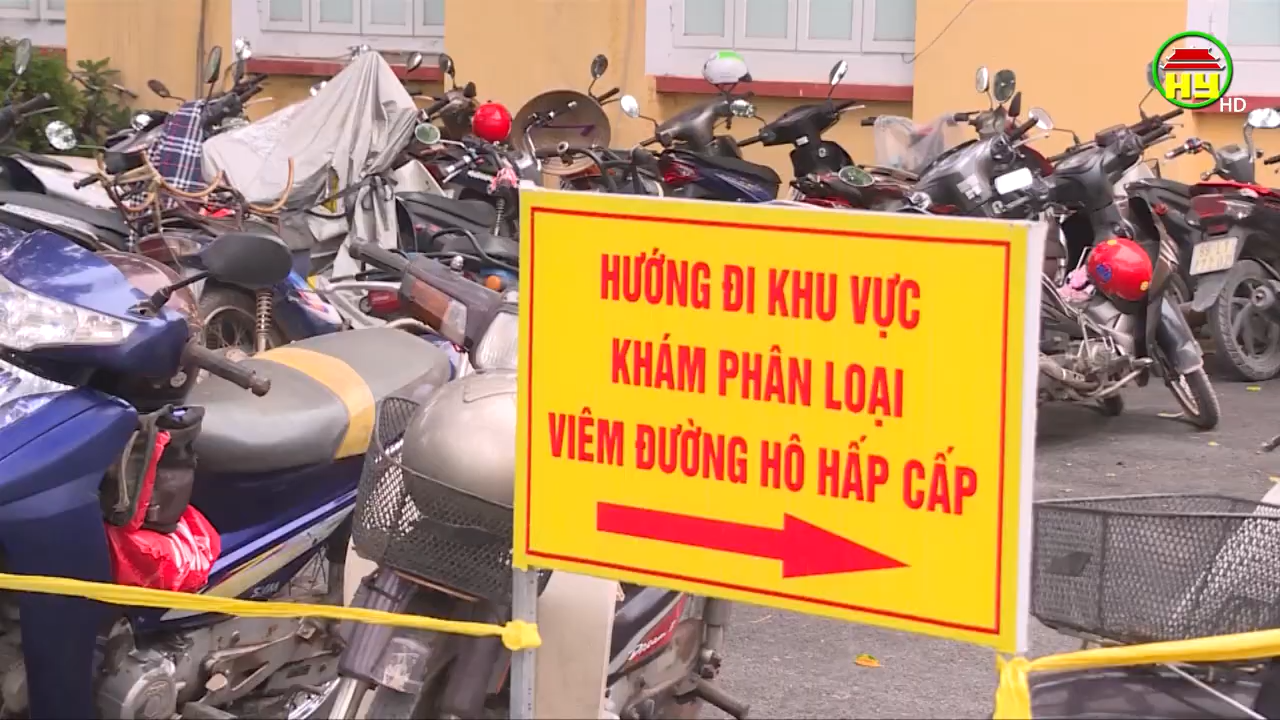 HY
HD
HƯỚNG ĐI KHU VỰC
KHÁM PHÂN LOẠI
VIÊM ĐƯỜNG HÔ HẤP CẤP